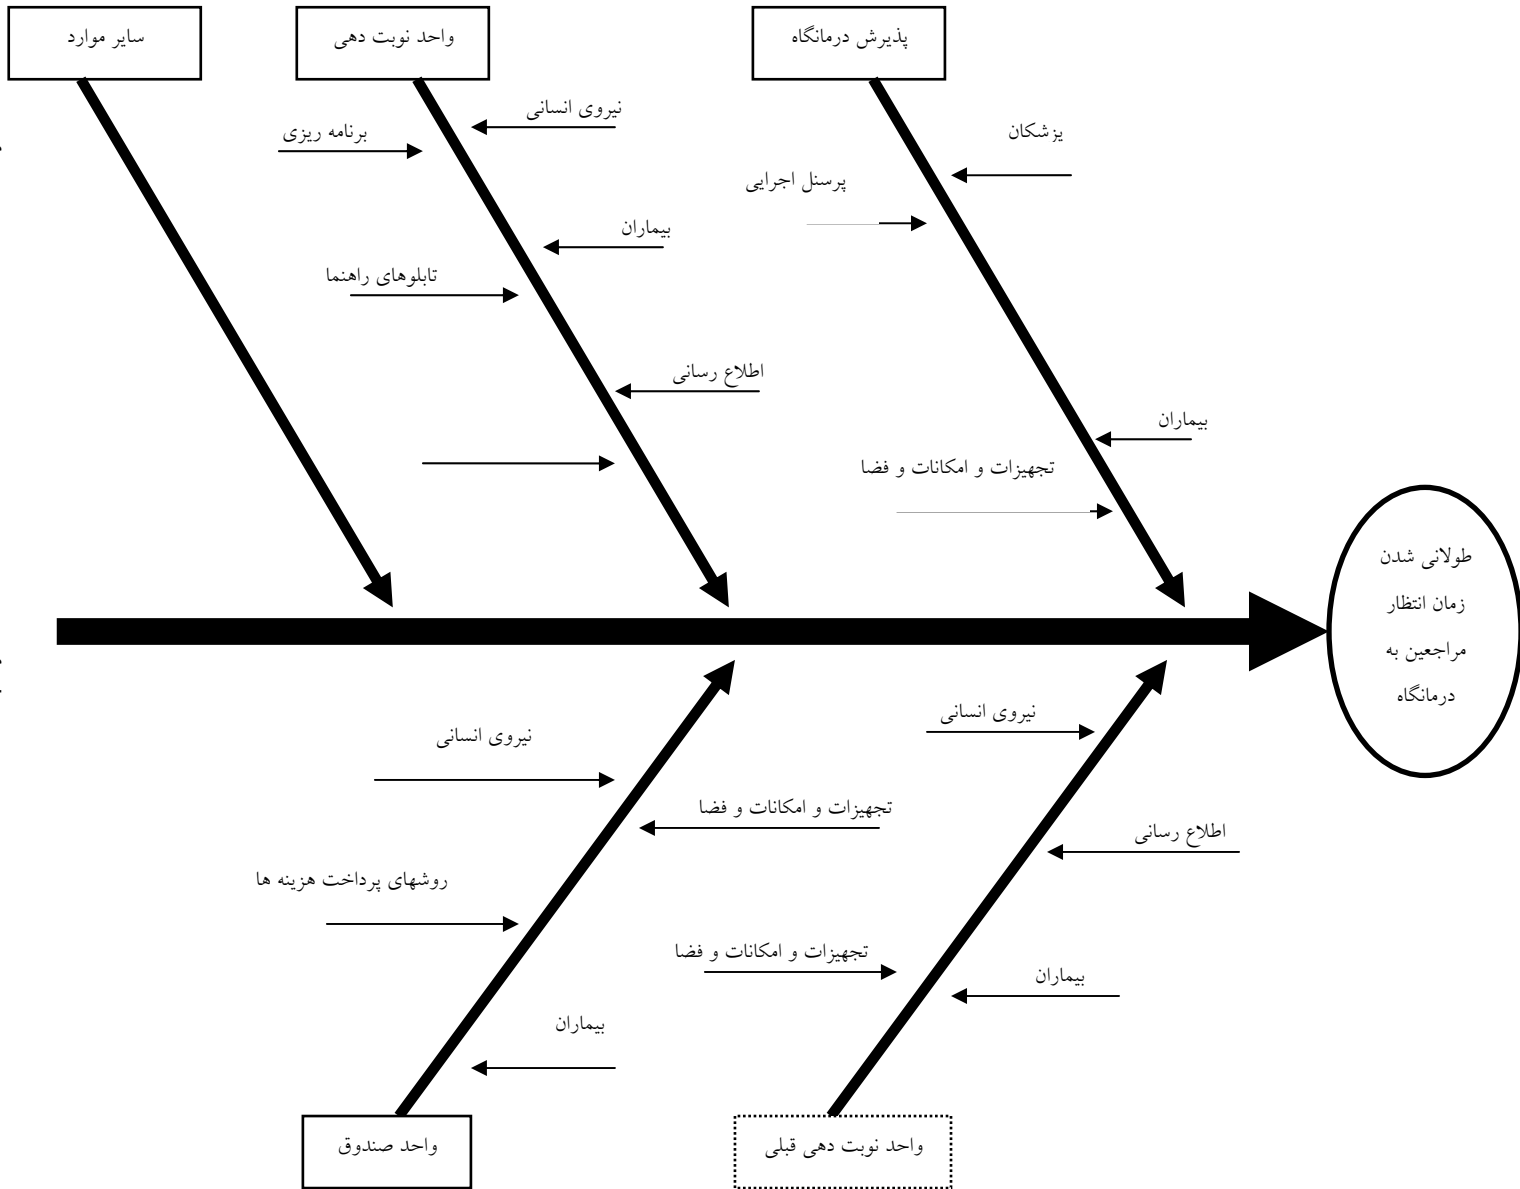 پذیرش درمانگاه
واحد نوبت دهی
سایر موارد
نیروی انسانی
برنامه ریزی
پزشکان
پرسنل اجرایی
بیماران
تابلوهای راهنما
اطلاع رسانی
بیماران
تجهیزات و امکانات و فضا
طولانی شدن
زمان انتظار
مراجعین به
درمانگاه
نیروی انسانی
نیروی انسانی
تجهیزات و امکانات و فضا
اطلاع رسانی
روشهای پرداخت هزینه ها
تجهیزات و امکانات و فضا
بیماران
بیماران
واحد نوبت دهی قبلی
واحد صندوق